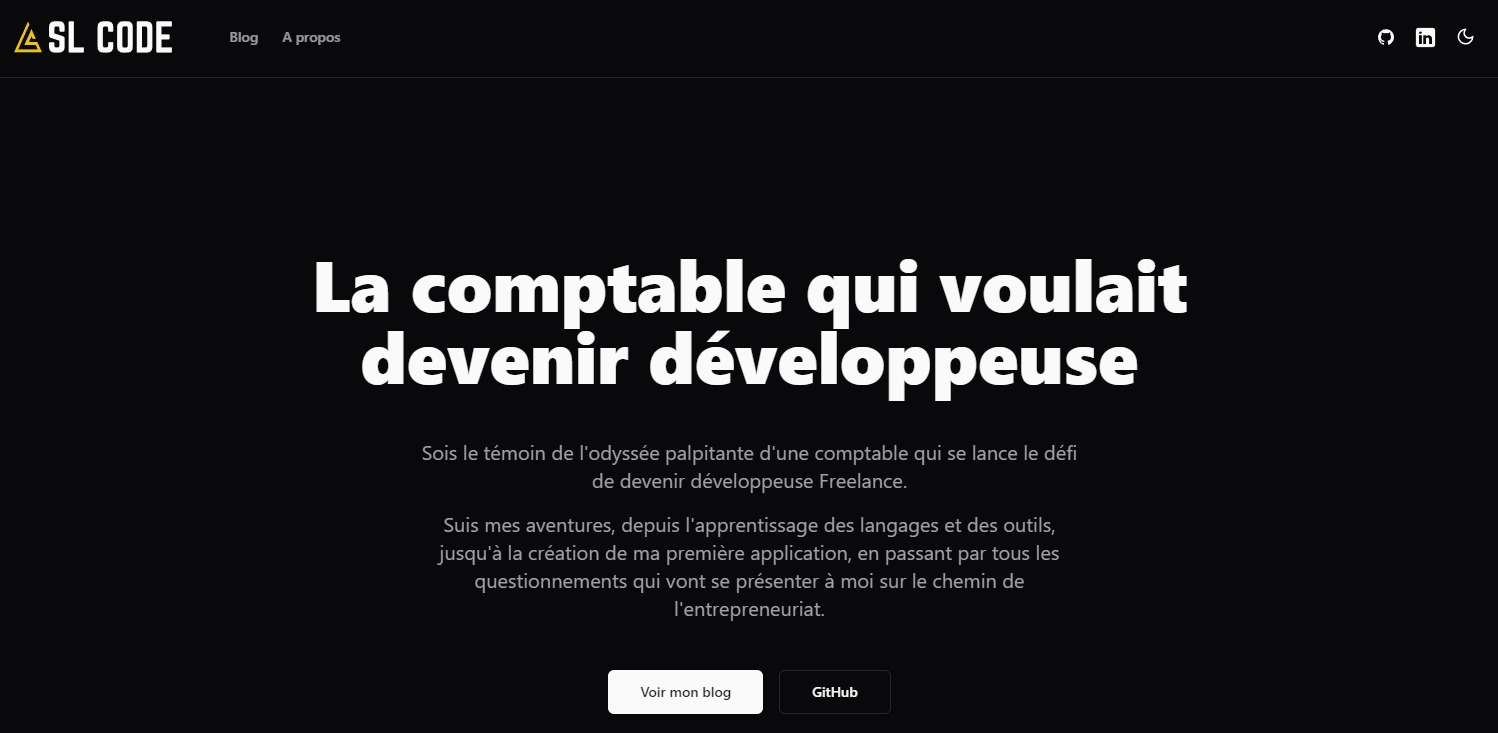 SL CODE
Blog
A propos
in
La comptable qui voulait
devenir développeuse
Sois le témoin de l'odyssée palpitante d'une comptable qui se lance le défi
de devenir développeuse Freelance.
Suis mes aventures, depuis l'apprentissage des langages et des outils,
jusqu'à la création de ma première application, en passant par tous les
questionnements qui vont se présenter à moi sur le chemin de
l'entrepreneuriat.
Voir mon blog
GitHub